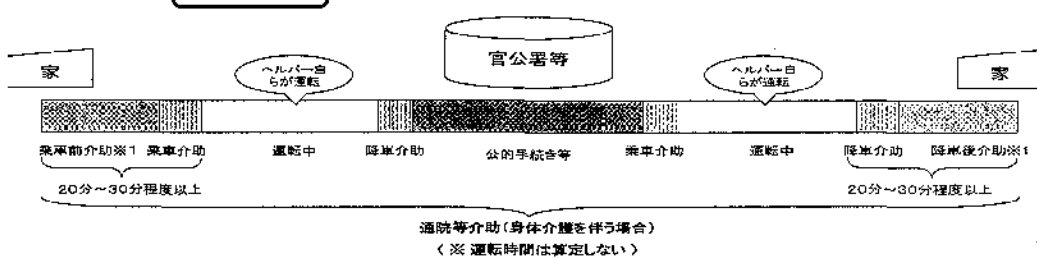 官公署等
家
ヘルパー自
らが運転
ヘルパー自
らが運転
家
乗車前介助※1 乗車介助 運転中 降車介助 公的手続き等 乗車介助 運転中 降車介助 降車後介助※1
20分～30分程度以上
20分～30分程度以上
通院等介助(身体介護を伴う場合)
〈 ※ 運転時間は算定しない 〉